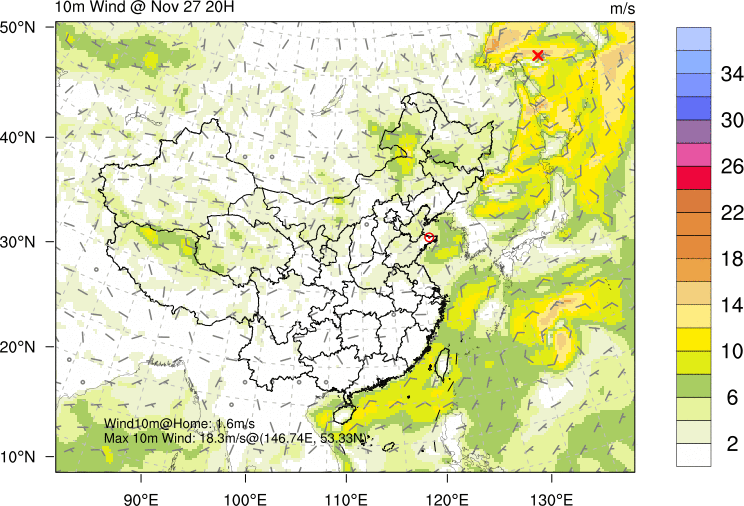 10m Wind @ Nov 27 20H
m/s
50°N
40°N
30°N
20°N
10°N
34
30
26
22
18
14
10
6
2
Wind10m@Home: 1.6m/s
Max 10m Wind: 18.3m/s@(146.74E, 53.33N)
90°E 100°E 110°E 120°E 130°E